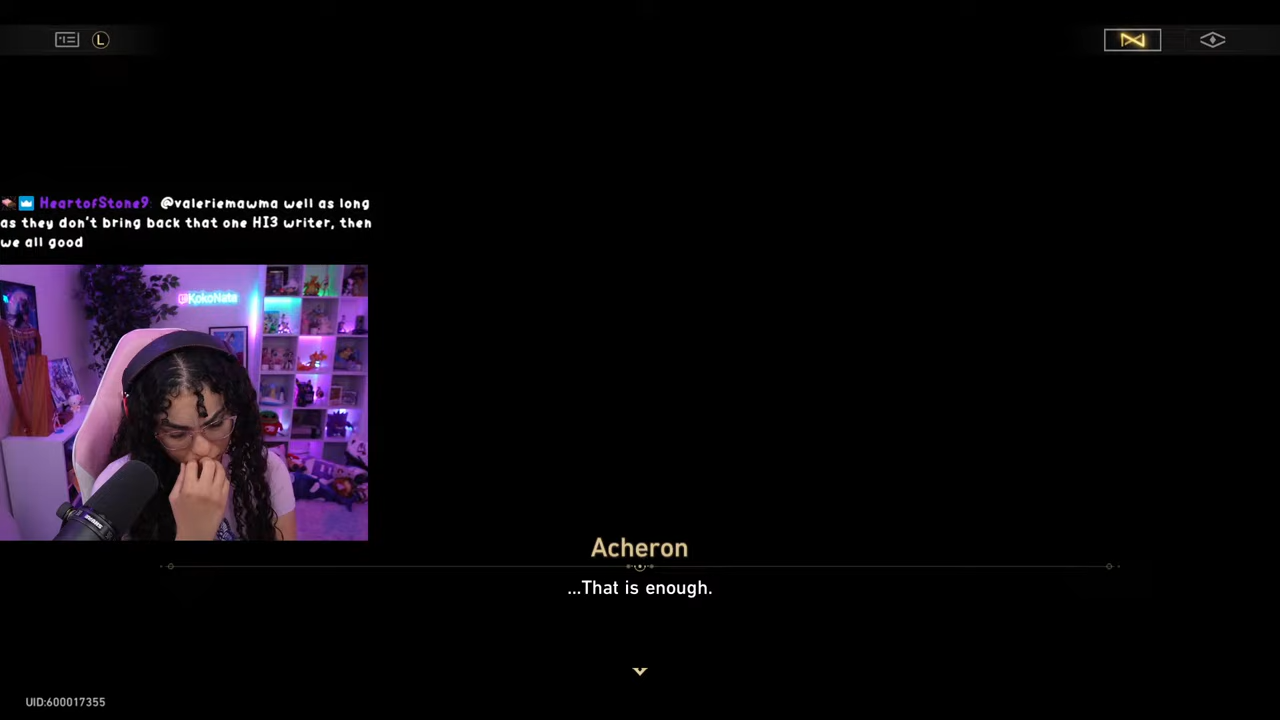 L
HeartofStone9 @valeriemawma well as long
as they don't bring back that one HI3 writer, then
we all good
@KokoNata
Acheron
...That is enough.
UID:600017355